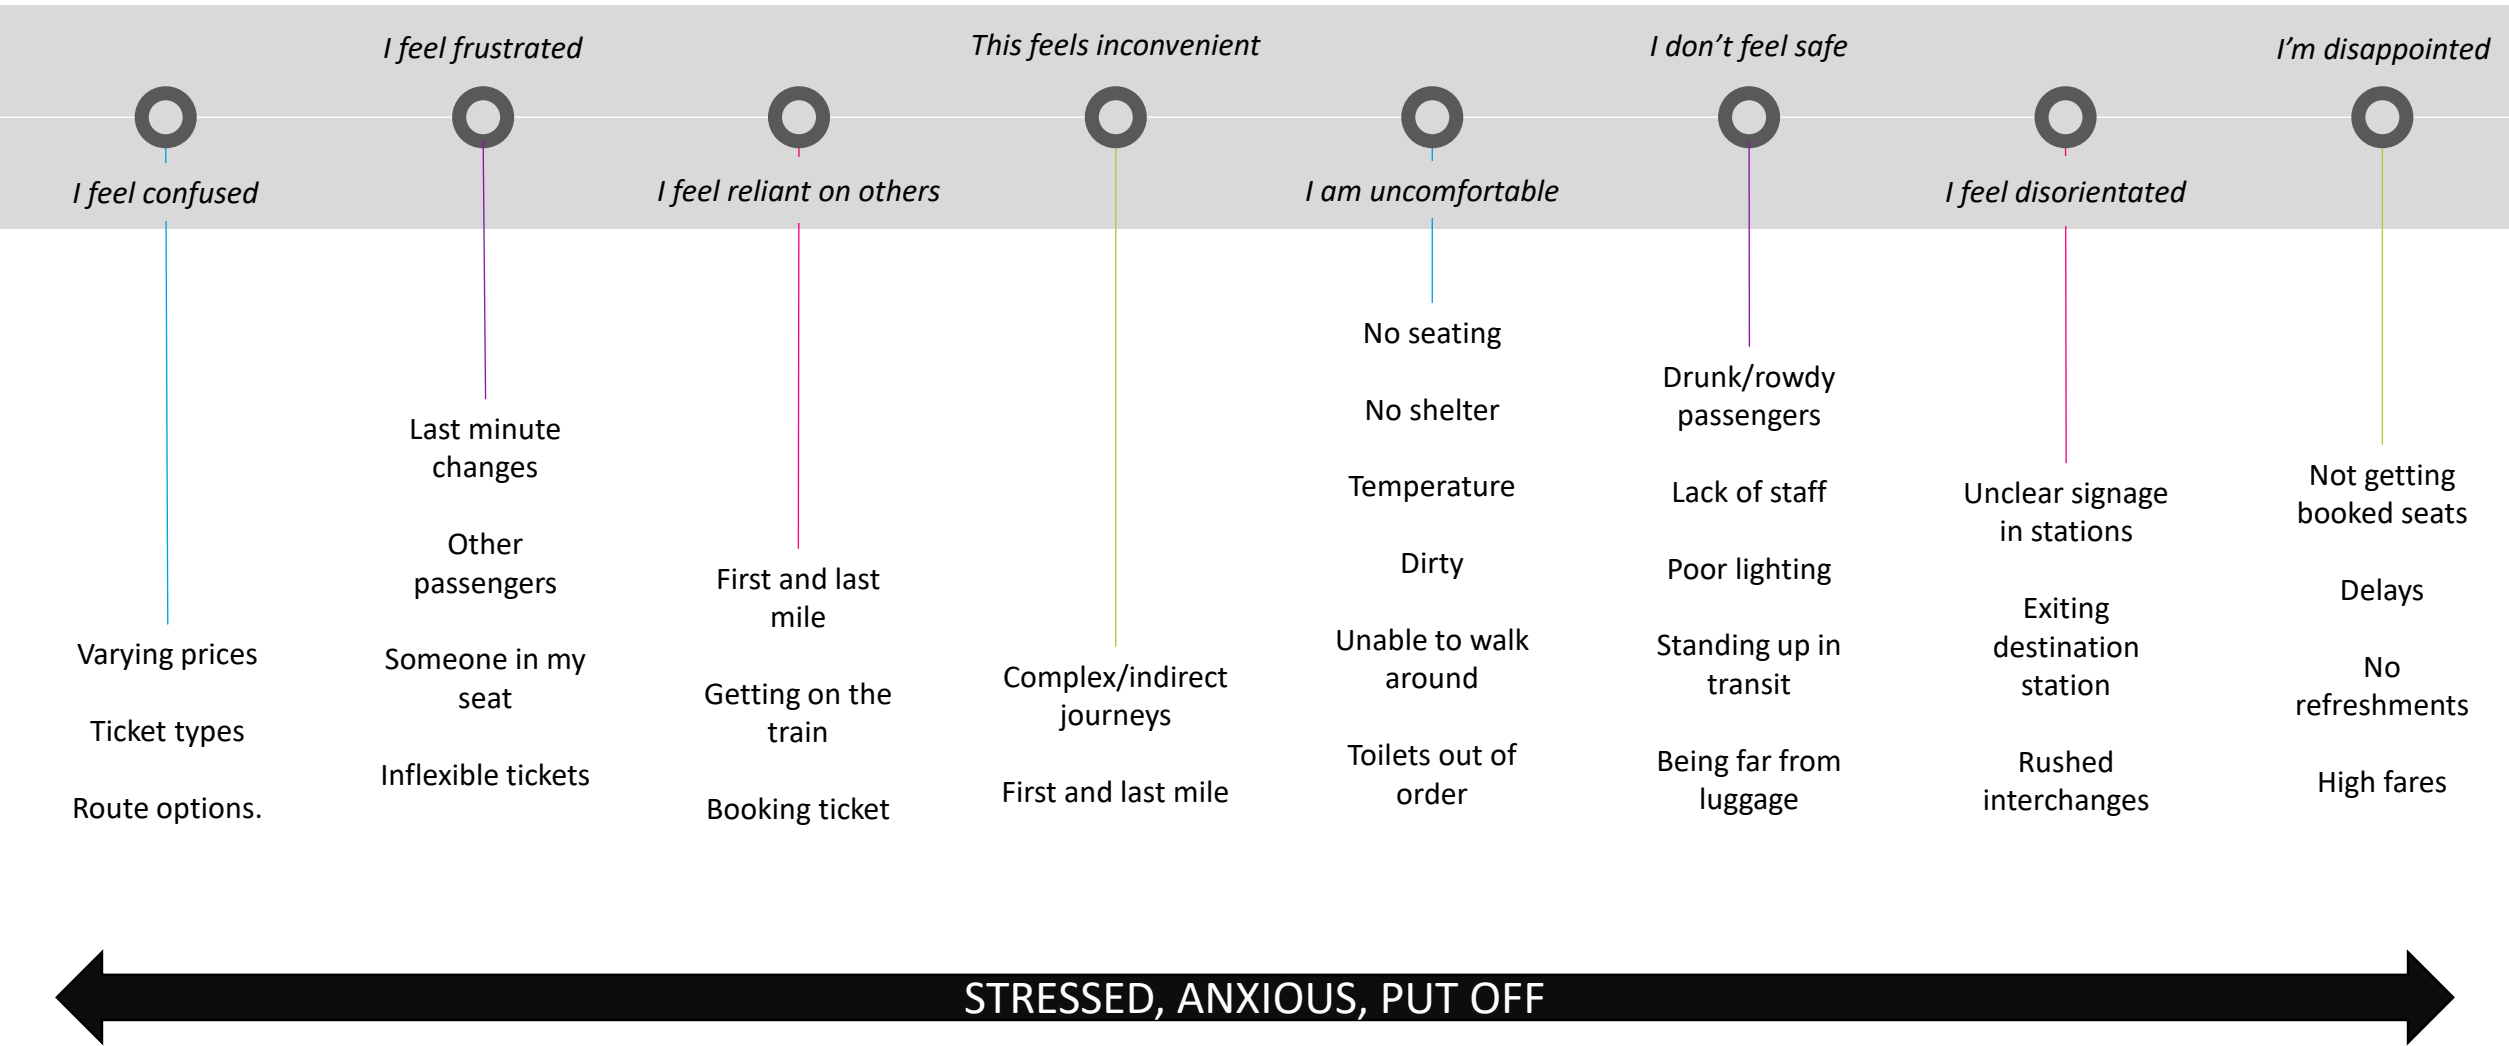 I feel confused
Varying prices
Ticket types
Route options.
I feel frustrated
Last minute
changes
Other
passengers
Someone in my
seat
Inflexible tickets
I feel reliant on others
First and last
mile
Getting on the
train
Booking ticket
This feels inconvenient
Complex/indirect
journeys
First and last mile
I am uncomfortable
No seating
No shelter
Temperature
Dirty
Unable to walk
around
Toilets out of
order
I don’t feel safe
Drunk/rowdy
passengers
Lack of staff
Poor lighting
Standing up in
transit
Being far from
luggage
I feel disorientated
Unclear signage
in stations
Exiting
destination
station
Rushed
interchanges
I’m disappointed
Not getting
booked seats
Delays
No
refreshments
High fares
STRESSED, ANXIOUS, PUT OFF